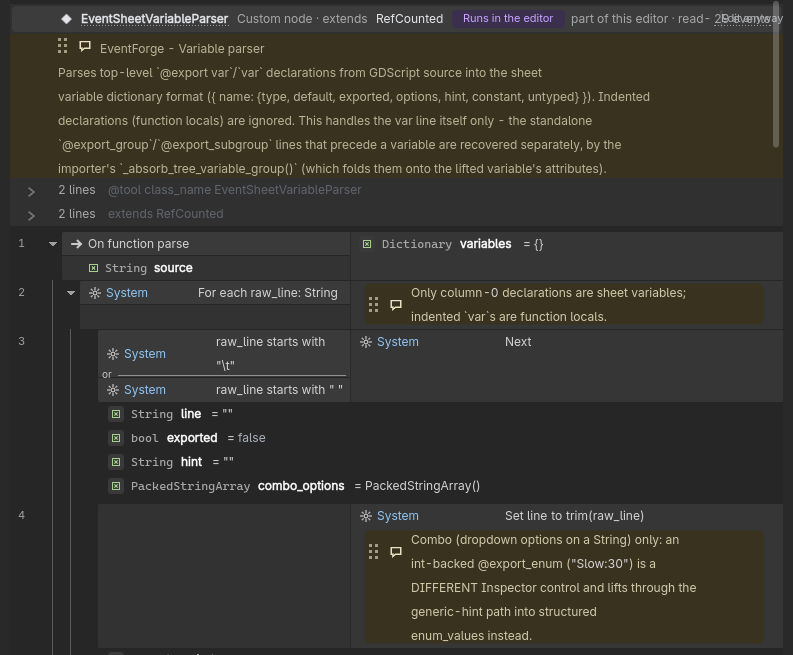 EventSheetVariableParser Custom node · extends RefCounted Runs in the editor part of this editor · read-
EventForge - Variable parser
Parses top-level `@export var`/`var` declarations from GDScript source into the sheet
variable dictionary format ({ name: {type, default, exported, options, hint, constant, untyped} }). Indented
declarations (function locals) are ignored. This handles the var line itself only - the standalone
`@export_group`/`@export_subgroup` lines that precede a variable are recovered separately, by the
importer's `_absorb_tree_variable_group()` (which folds them onto the lifted variable's attributes).
2 lines @tool class_name EventSheetVariableParser
2 lines extends RefCounted
1 On function parse Dictionary variables = {}
String source
2 System For each raw_line: String Only column-0 declarations are sheet variables;
indented `var`s are function locals.
3 System raw_line starts with "\t" System Next
or
System raw_line starts with " "
String line = ""
bool exported = false
String hint = ""
PackedStringArray combo_options = PackedStringArray()
4 System Set line to trim(raw_line)
Combo (dropdown options on a String) only: an
int-backed @export_enum ("Slow:30") is a
DIFFERENT Inspector control and lifts through the
generic-hint path into structured
enum_values instead.